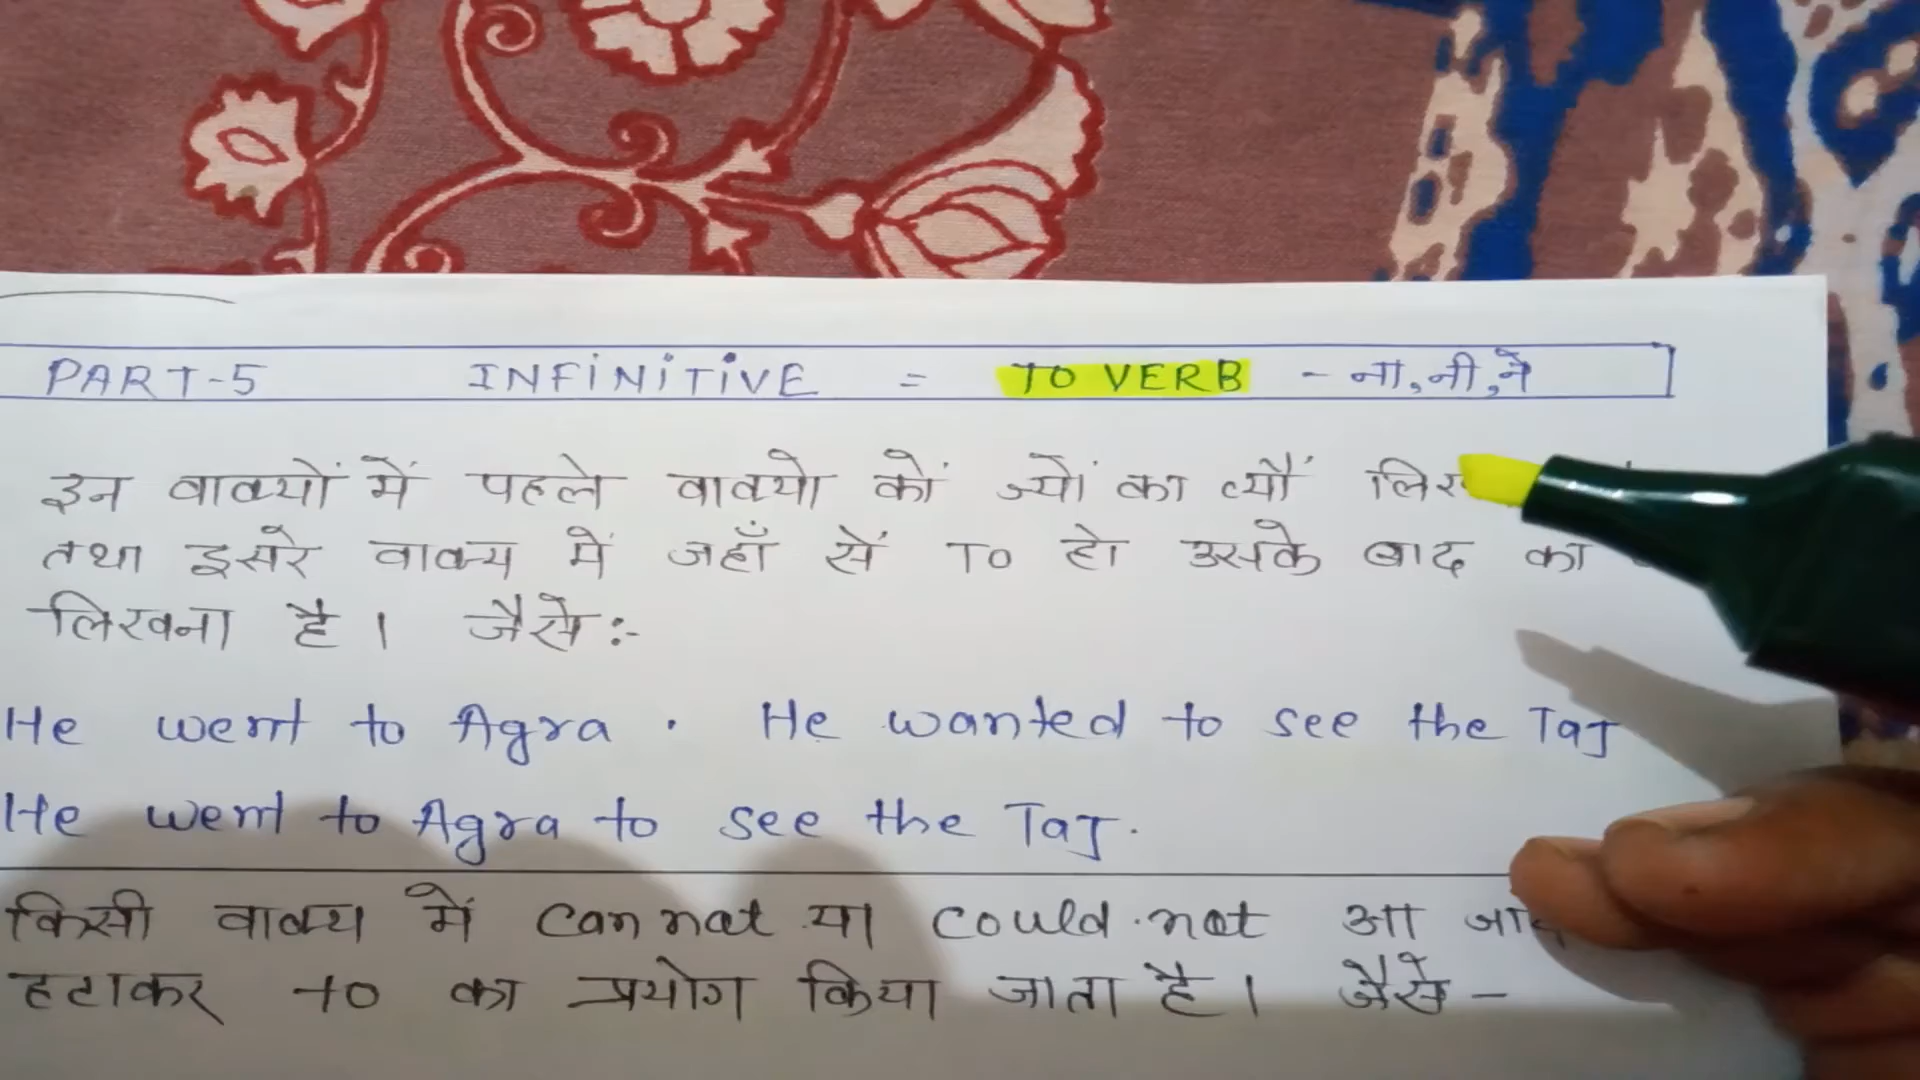 PART-5 INFINITIVE = TO VERB - ना, नी, ने
इन वाक्यों में पहले वाक्यो कों ज्यों का त्यौं
तथा दूसरे वाक्य में जहाँ सें TO हो उसके बाद का
लिखना है । जैसे :-
He went to Agra . He wanted to see the Taj
He went to Agra to see the Taj.
किसी वाक्य में can not या could not आ
हटाकर to का प्रयोग किया जाता है । जैसे -